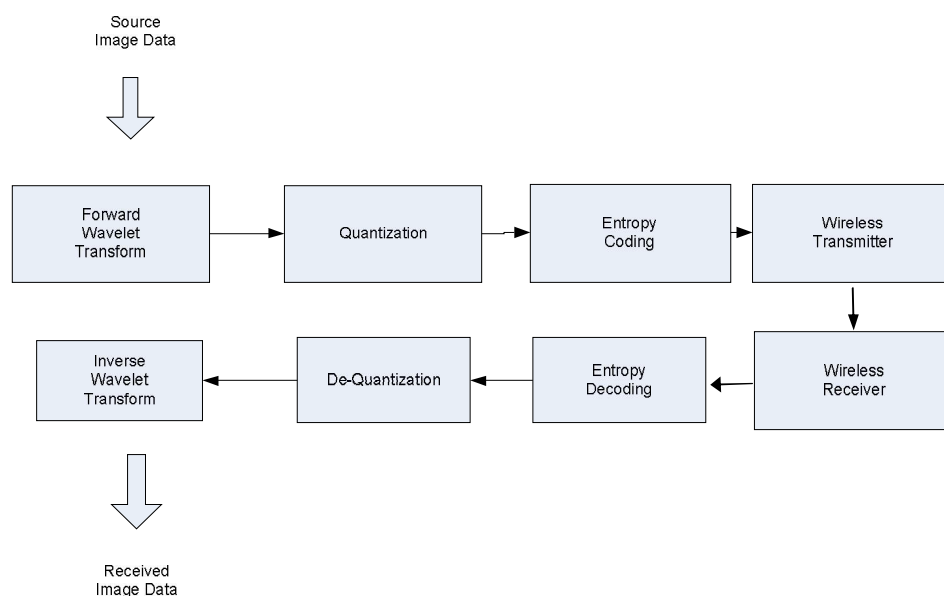 Source
Image Data
Forward
Wavelet
Transform
Quantization
Entropy
Coding
Wireless
Transmitter
Inverse
Wavelet
Transform
De-Quantization
Entropy
Decoding
Wireless
Receiver
Received
Image Data